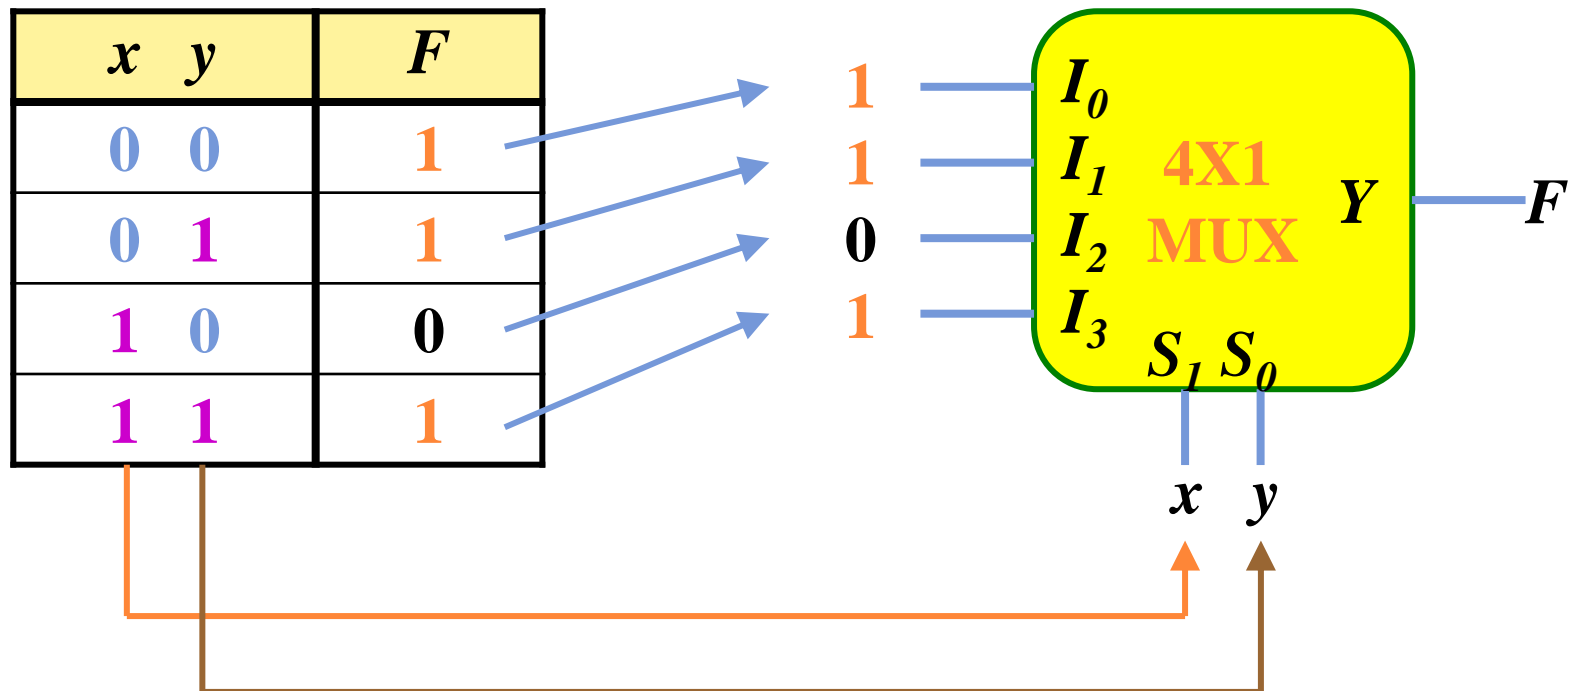 x y F
0 0 1
0 1 1
1 0 0
1 1 1
1 I0
1 I1
0 I2
1 I3
4X1
MUX
Y F
S1 S0
x y